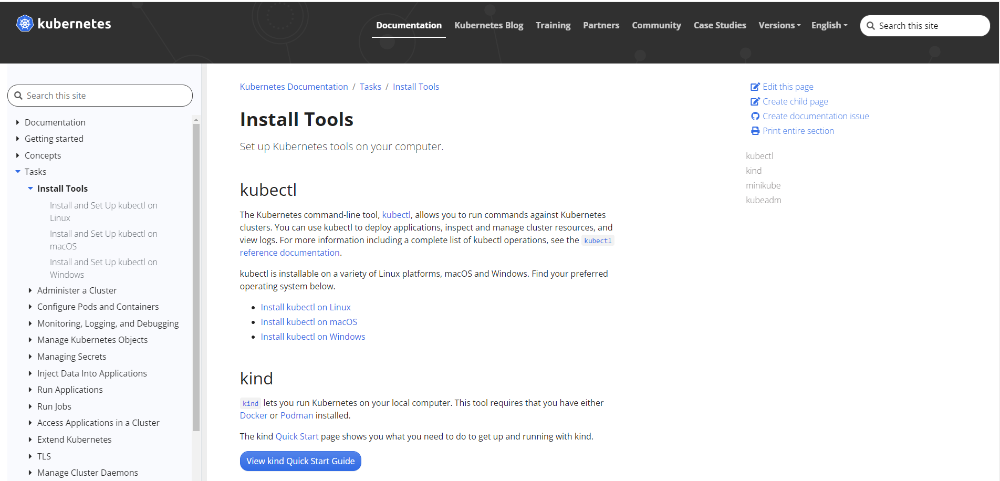 kubernetes
Documentation
Kubernetes Blog
Training
Partners
Community
Case Studies
Versions
English
Search this site
Search this site
Documentation
Getting started
Concepts
Tasks
Install Tools
Install and Set Up kubectl on
Linux
Install and Set Up kubectl on
macOS
Install and Set Up kubectl on
Windows
Administer a Cluster
Configure Pods and Containers
Monitoring, Logging, and Debugging
Manage Kubernetes Objects
Managing Secrets
Inject Data Into Applications
Run Applications
Run Jobs
Access Applications in a Cluster
Extend Kubernetes
TLS
Manage Cluster Daemons
Kubernetes Documentation / Tasks / Install Tools
Install Tools
Set up Kubernetes tools on your computer.
kubectl
The Kubernetes command-line tool, kubectl, allows you to run commands against Kubernetes
clusters. You can use kubectl to deploy applications, inspect and manage cluster resources, and
view logs. For more information including a complete list of kubectl operations, see the kubectl
reference documentation.
kubectl is installable on a variety of Linux platforms, macOS and Windows. Find your preferred
operating system below.
• Install kubectl on Linux
• Install kubectl on macOS
• Install kubectl on Windows
kind
kind lets you run Kubernetes on your local computer. This tool requires that you have either
Docker or Podman installed.
The kind Quick Start page shows you what you need to do to get up and running with kind.
View kind Quick Start Guide
Edit this page
Create child page
Create documentation issue
Print entire section
kubectl
kind
minikube
kubeadm